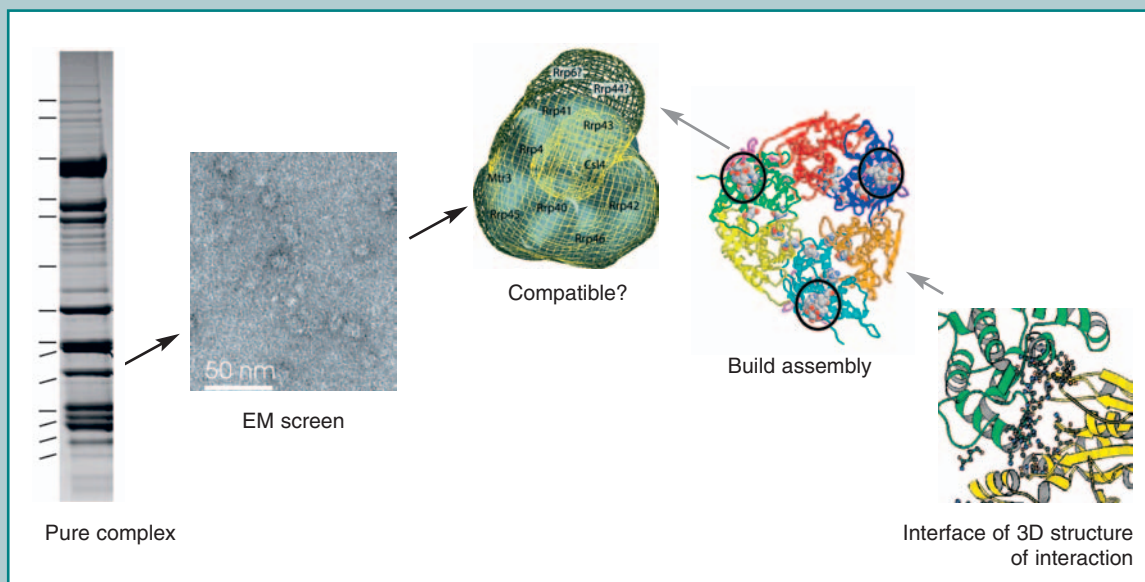 Rrp6?
Rrp44?
Rrp41
Rrp43
Rrp4
Csl4
Mtr3
Rrp45
Rrp40
Rrp42
Rrp46
50 nm
Pure complex
EM screen
Compatible?
Build assembly
Interface of 3D structure
of interaction